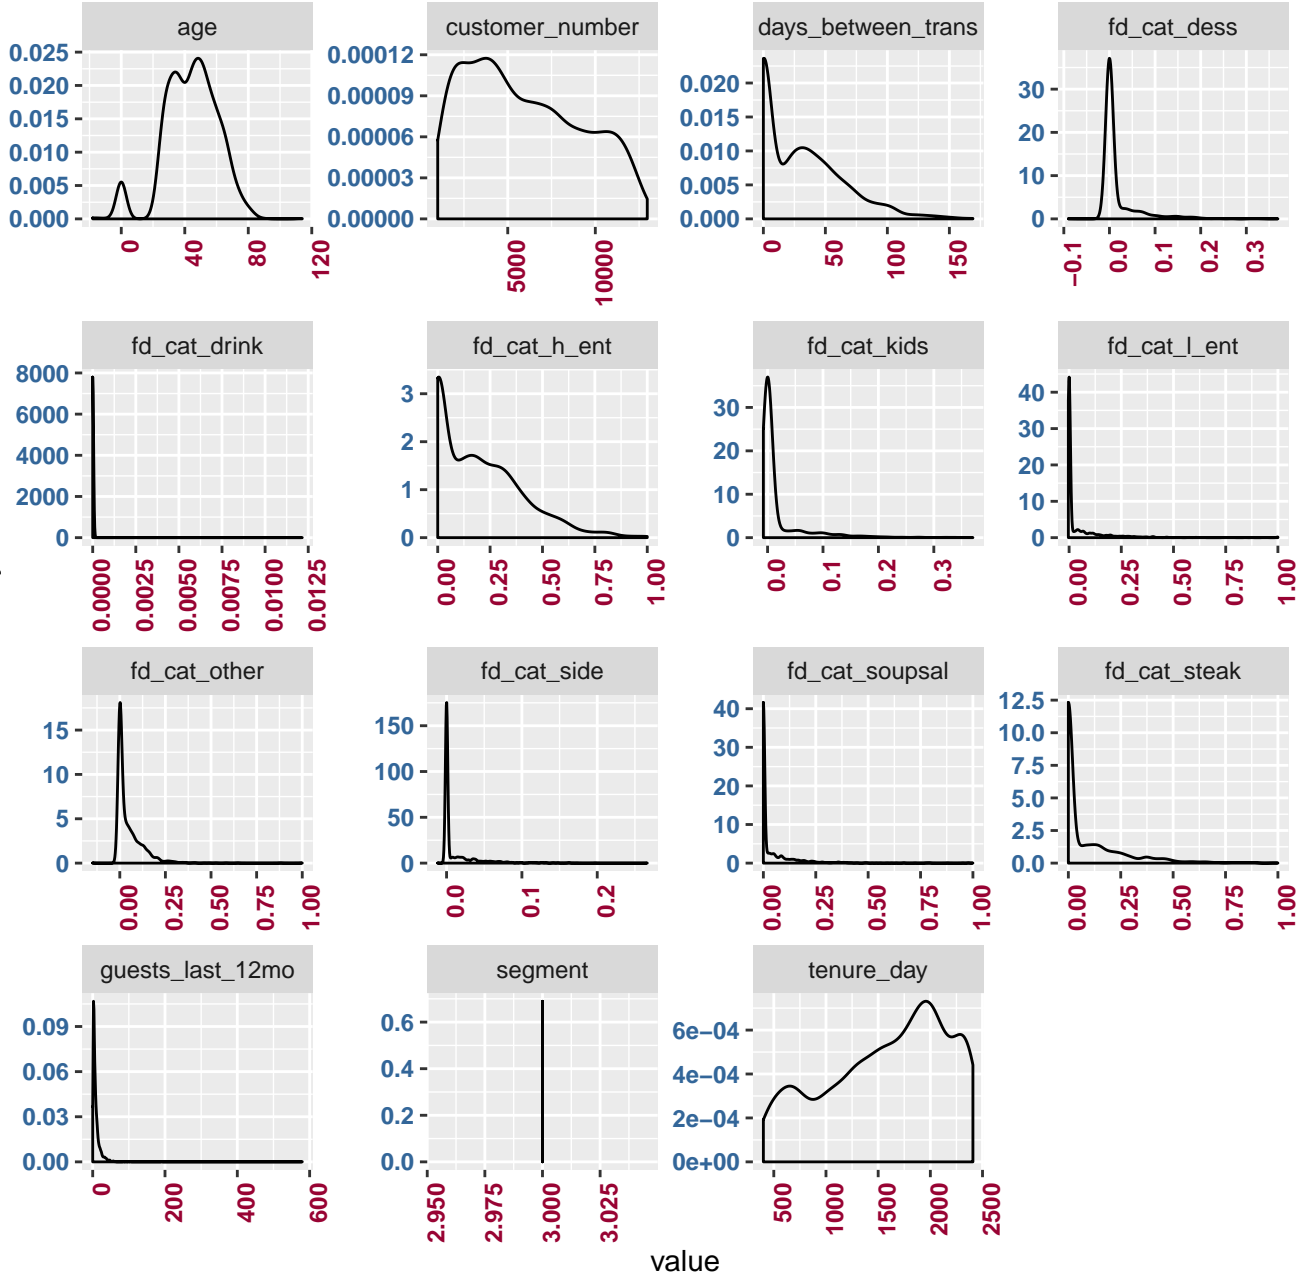 age customer_number days_between_trans fd_cat_dess
0.025 0.00012 0.020 30
0.020 0.00009 0.015 20
0.015 0.00006 0.010 10
0.010 0.00003 0.005 0
0.005 0.00000 0.000
0.000
0 40 80 120 5000 10000 0 50 100 150 −0.1 0.0 0.1 0.2 0.3
fd_cat_drink fd_cat_h_ent fd_cat_kids fd_cat_l_ent
8000 3 30 40
6000 2 20 30
4000 1 10 20
2000 0 0 10
0 0
0.0000 0.0025 0.0050 0.0075 0.0100 0.0125 0.00 0.25 0.50 0.75 1.00 0.0 0.1 0.2 0.3 0.00 0.25 0.50 0.75 1.00
fd_cat_other fd_cat_side fd_cat_soupsal fd_cat_steak
15 150 40 12.5
10 100 30 10.0
5 50 20 7.5
0 0 10 5.0
0 2.5
0.0
0.00 0.25 0.50 0.75 1.00 0.0 0.1 0.2 0.00 0.25 0.50 0.75 1.00 0.00 0.25 0.50 0.75 1.00
guests_last_12mo segment tenure_day
0.09 0.6 6e−04
0.06 0.4 4e−04
0.03 0.2 2e−04
0.00 0.0 0e+00
0 200 400 600 2.950 2.975 3.000 3.025 500 1000 1500 2000 2500
value